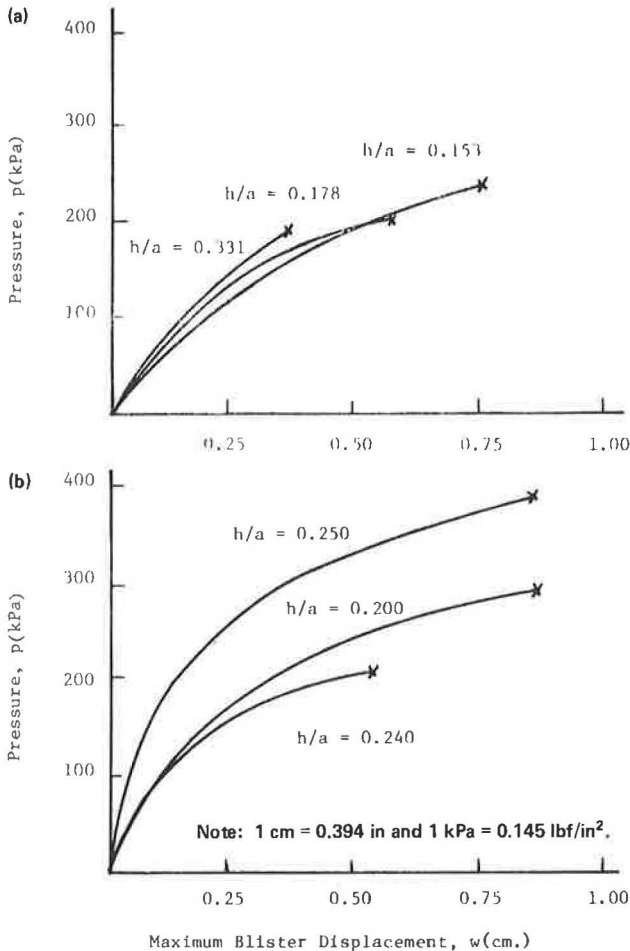 (a)
400
300
200
100
Pressure, p(kPa)
h/a = 0.153
h/a = 0.178
h/a = 0.331
0.25 0.50 0.75 1.00
(b)
400
300
200
100
Pressure, p(kPa)
h/a = 0.250
h/a = 0.200
h/a = 0.240
Note: 1 cm = 0.394 in and 1 kPa = 0.145 lbf/in².
0.25 0.50 0.75 1.00
Maximum Blister Displacement, w(cm.)